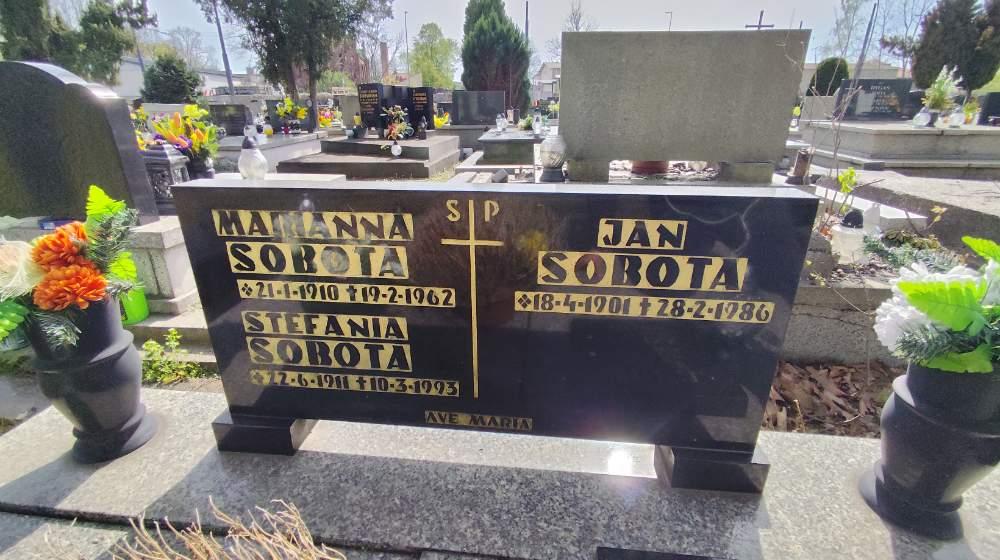 S P
MARIANNA
SOBOTA
21-1-1910 † 19-2-1962
STEFANIA
SOBOTA
22-6-1911 † 10-3-1993
JAN
SOBOTA
18-4-1901 † 28-2-1986
AVE MARIA